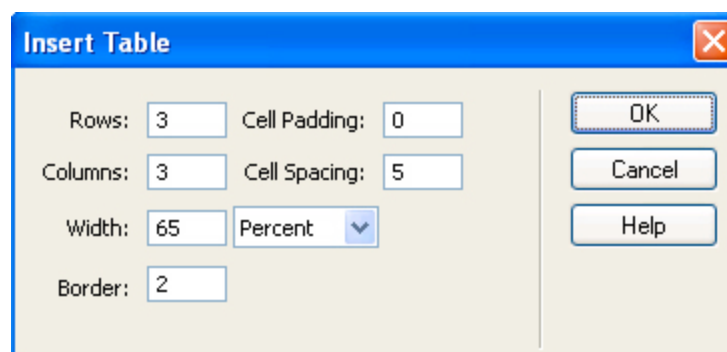 Insert Table
Rows: 3 Cell Padding: 0 OK
Columns: 3 Cell Spacing: 5 Cancel
Width: 65 Percent Help
Border: 2